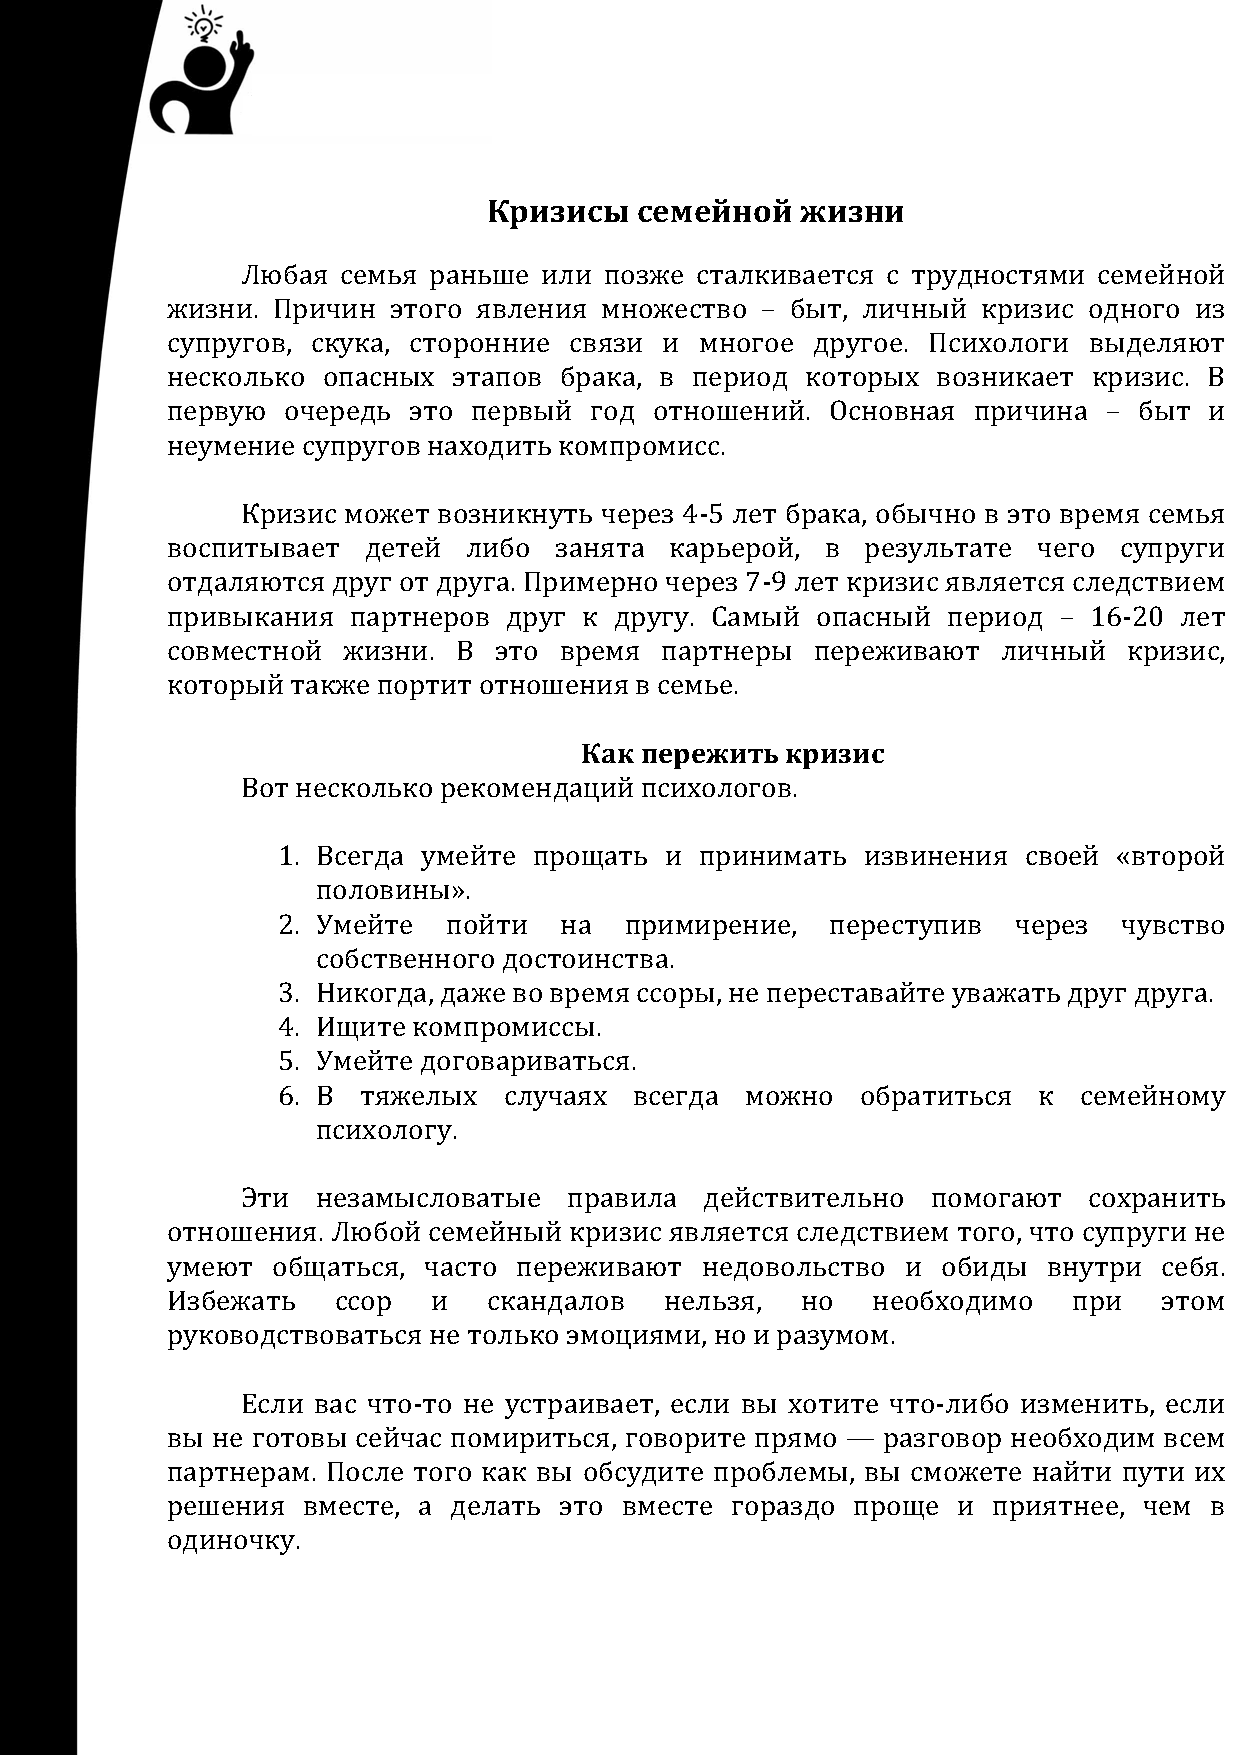 Кризисы семейной жизни
Любая семья раньше или позже сталкивается с трудностями семейной
жизни. Причин этого явления множество – быт, личный кризис одного из
супругов, скука, сторонние связи и многое другое. Психологи выделяют
несколько опасных этапов брака, в период которых возникает кризис. В
первую очередь это первый год отношений. Основная причина – быт и
неумение супругов находить компромисс.
Кризис может возникнуть через 4-5 лет брака, обычно в это время семья
воспитывает детей либо занята карьерой, в результате чего супруги
отдаляются друг от друга. Примерно через 7-9 лет кризис является следствием
привыкания партнеров друг к другу. Самый опасный период – 16-20 лет
совместной жизни. В это время партнеры переживают личный кризис,
который также портит отношения в семье.
Как пережить кризис
Вот несколько рекомендаций психологов.
1. Всегда умейте прощать и принимать извинения своей «второй
половины».
2. Умейте пойти на примирение, переступив через чувство
собственного достоинства.
3. Никогда, даже во время ссоры, не переставайте уважать друг друга.
4. Ищите компромиссы.
5. Умейте договариваться.
6. В тяжелых случаях всегда можно обратиться к семейному
психологу.
Эти незамысловатые правила действительно помогают сохранить
отношения. Любой семейный кризис является следствием того, что супруги не
умеют общаться, часто переживают недовольство и обиды внутри себя.
Избежать ссор и скандалов нельзя, но необходимо при этом
руководствоваться не только эмоциями, но и разумом.
Если вас что-то не устраивает, если вы хотите что-либо изменить, если
вы не готовы сейчас помириться, говорите прямо — разговор необходим всем
партнерам. После того как вы обсудите проблемы, вы сможете найти пути их
решения вместе, а делать это вместе гораздо проще и приятнее, чем в
одиночку.